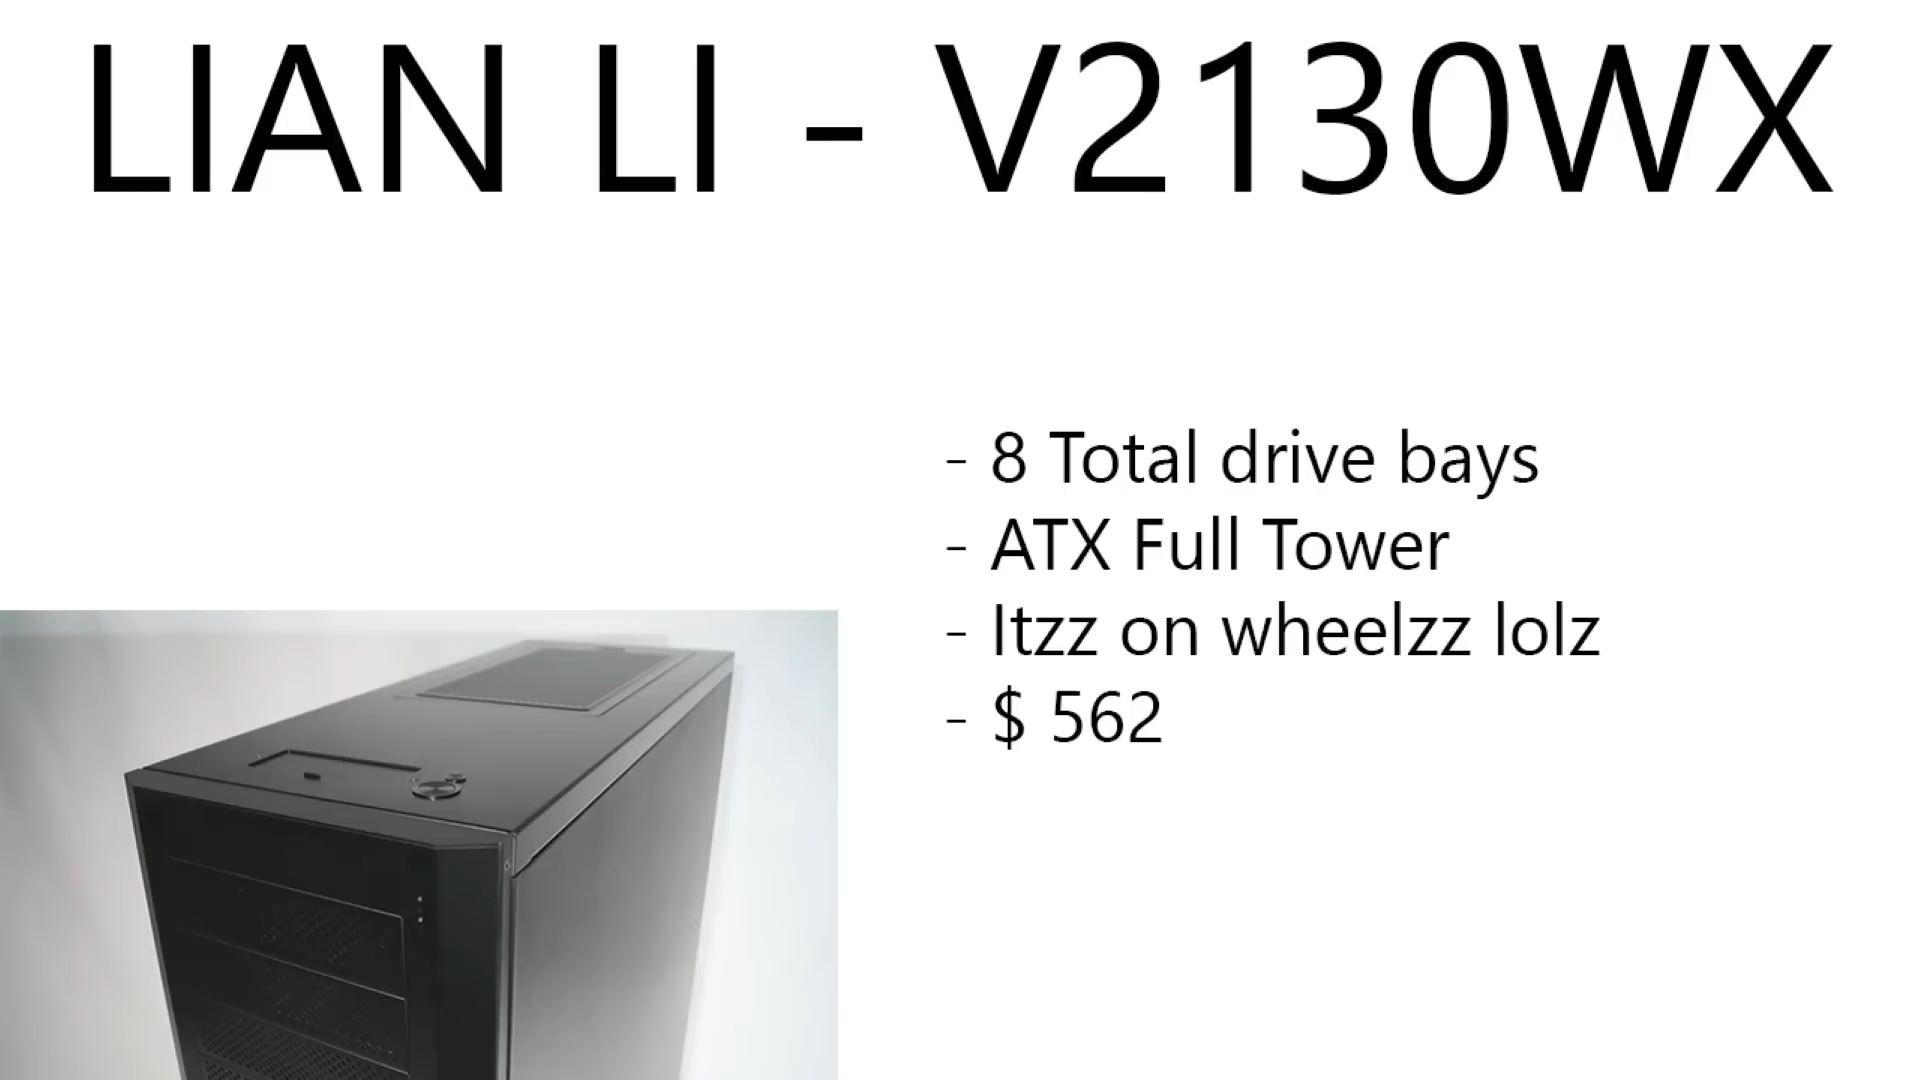 LIAN LI - V2130WX
- 8 Total drive bays
- ATX Full Tower
- Itzz on wheelzz lolz
- $ 562